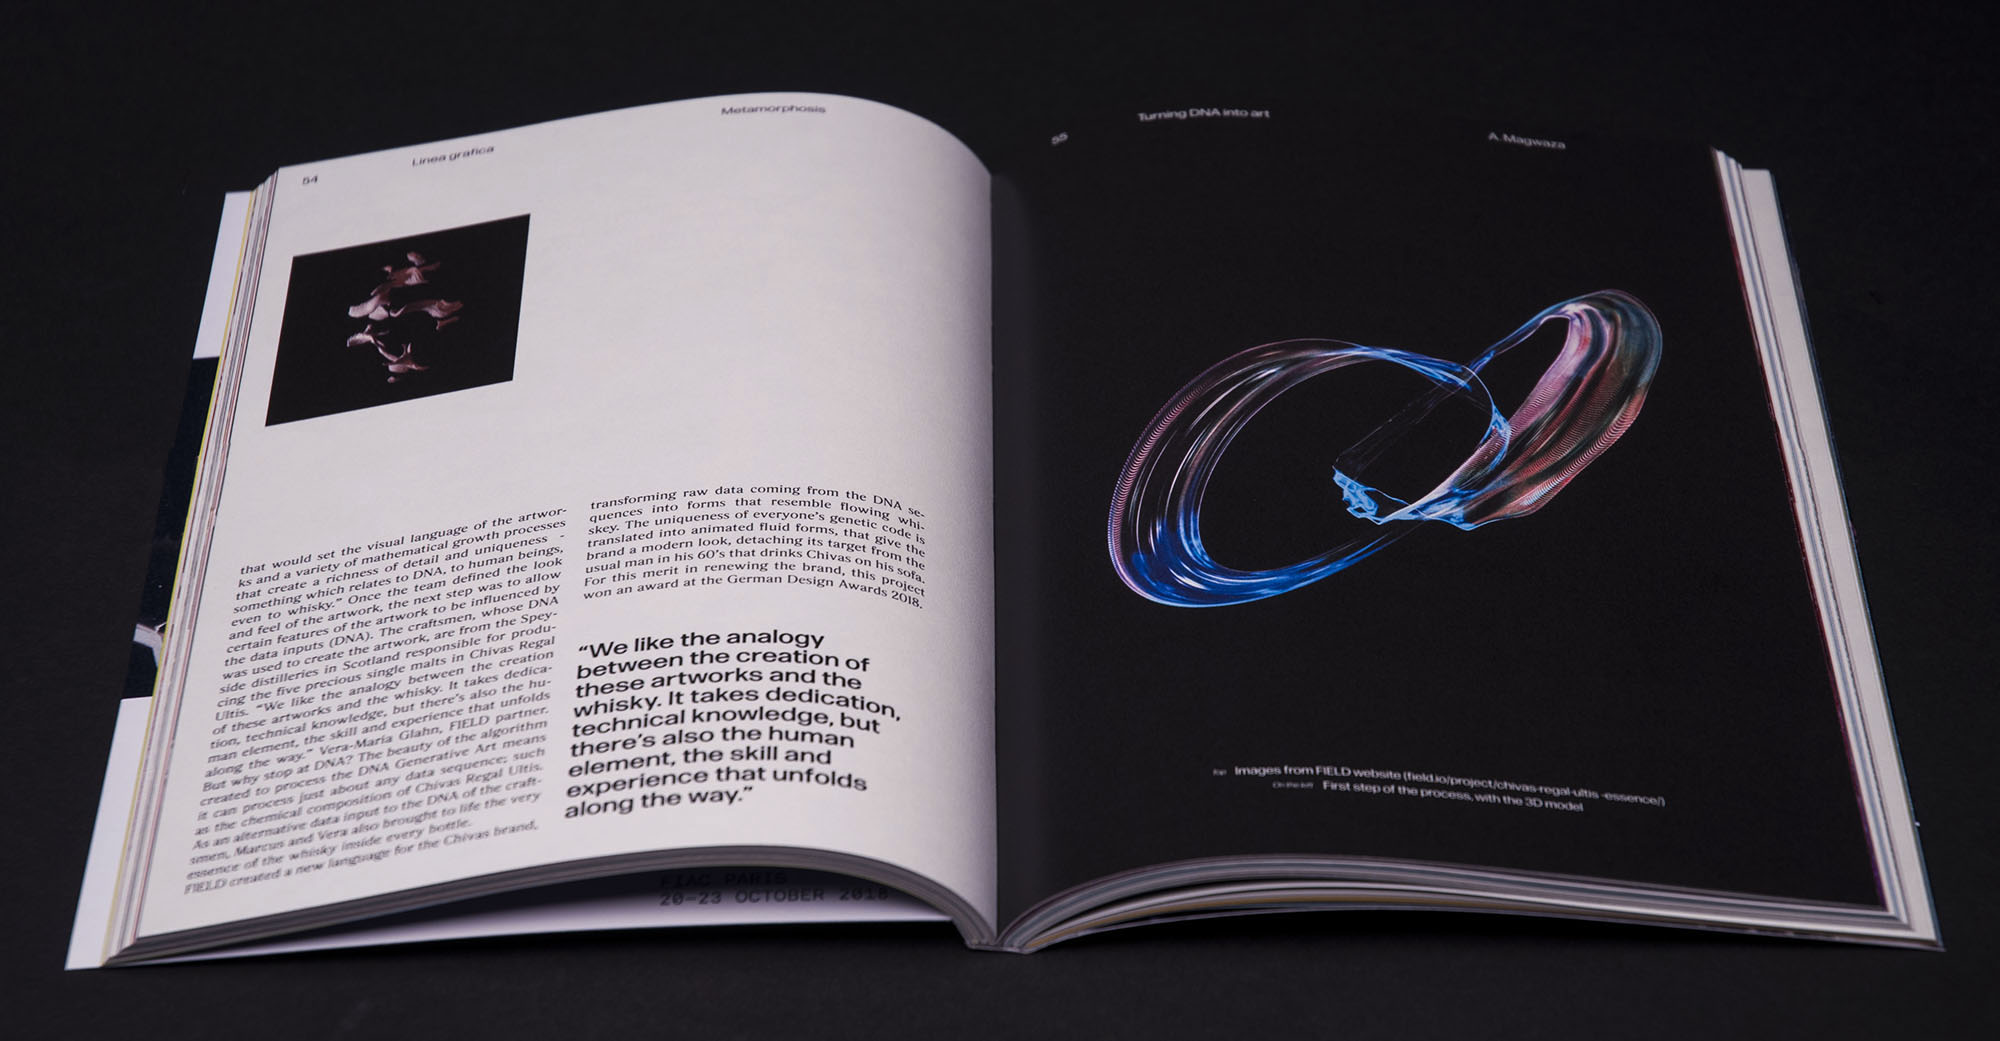 54
Linea grafica
Metamorphosis
that would set the visual language of the artwor-
ks and a variety of mathematical growth processes
that create a richness of detail and uniqueness -
something which relates to DNA, to human beings,
even to whisky." Once the team defined the look
and feel of the artwork, the next step was to allow
certain features of the artwork to be influenced by
the data inputs (DNA). The craftsmen, whose DNA
was used to create the artwork, are from the Spey-
side distilleries in Scotland responsible for produ-
cing the five precious single malts in Chivas Regal
Ultis. "We like the analogy between the creation
of these artworks and the whisky. It takes dedica-
tion, technical knowledge, but there's also the hu-
man element, the skill and experience that unfolds
along the way." Vera-Maria Glahn, FIELD partner.
But why stop at DNA? The beauty of the algorithm
created to process the DNA Generative Art means
it can process just about any data sequence; such
as the chemical composition of Chivas Regal Ultis.
As an alternative data input to the DNA of the craft-
smen, Marcus and Vera also brought to life the very
essence of the whisky inside every bottle.
FIELD created a new language for the Chivas brand,
transforming raw data coming from the DNA se-
quences into forms that resemble flowing whi-
skey. The uniqueness of everyone's genetic code is
translated into animated fluid forms, that give the
brand a modern look, detaching its target from the
usual man in his 60's that drinks Chivas on his sofa.
For this merit in renewing the brand, this project
won an award at the German Design Awards 2018.
"We like the analogy
between the creation of
these artworks and the
whisky. It takes dedication,
technical knowledge, but
there's also the human
element, the skill and
experience that unfolds
along the way."
FIAC PARIS
20–23 OCTOBER 2018
55
Turning DNA into art
A. Magwaza
Images from FIELD website (field.io/project/chivas-regal-ultis -essence/)
On the left First step of the process, with the 3D model